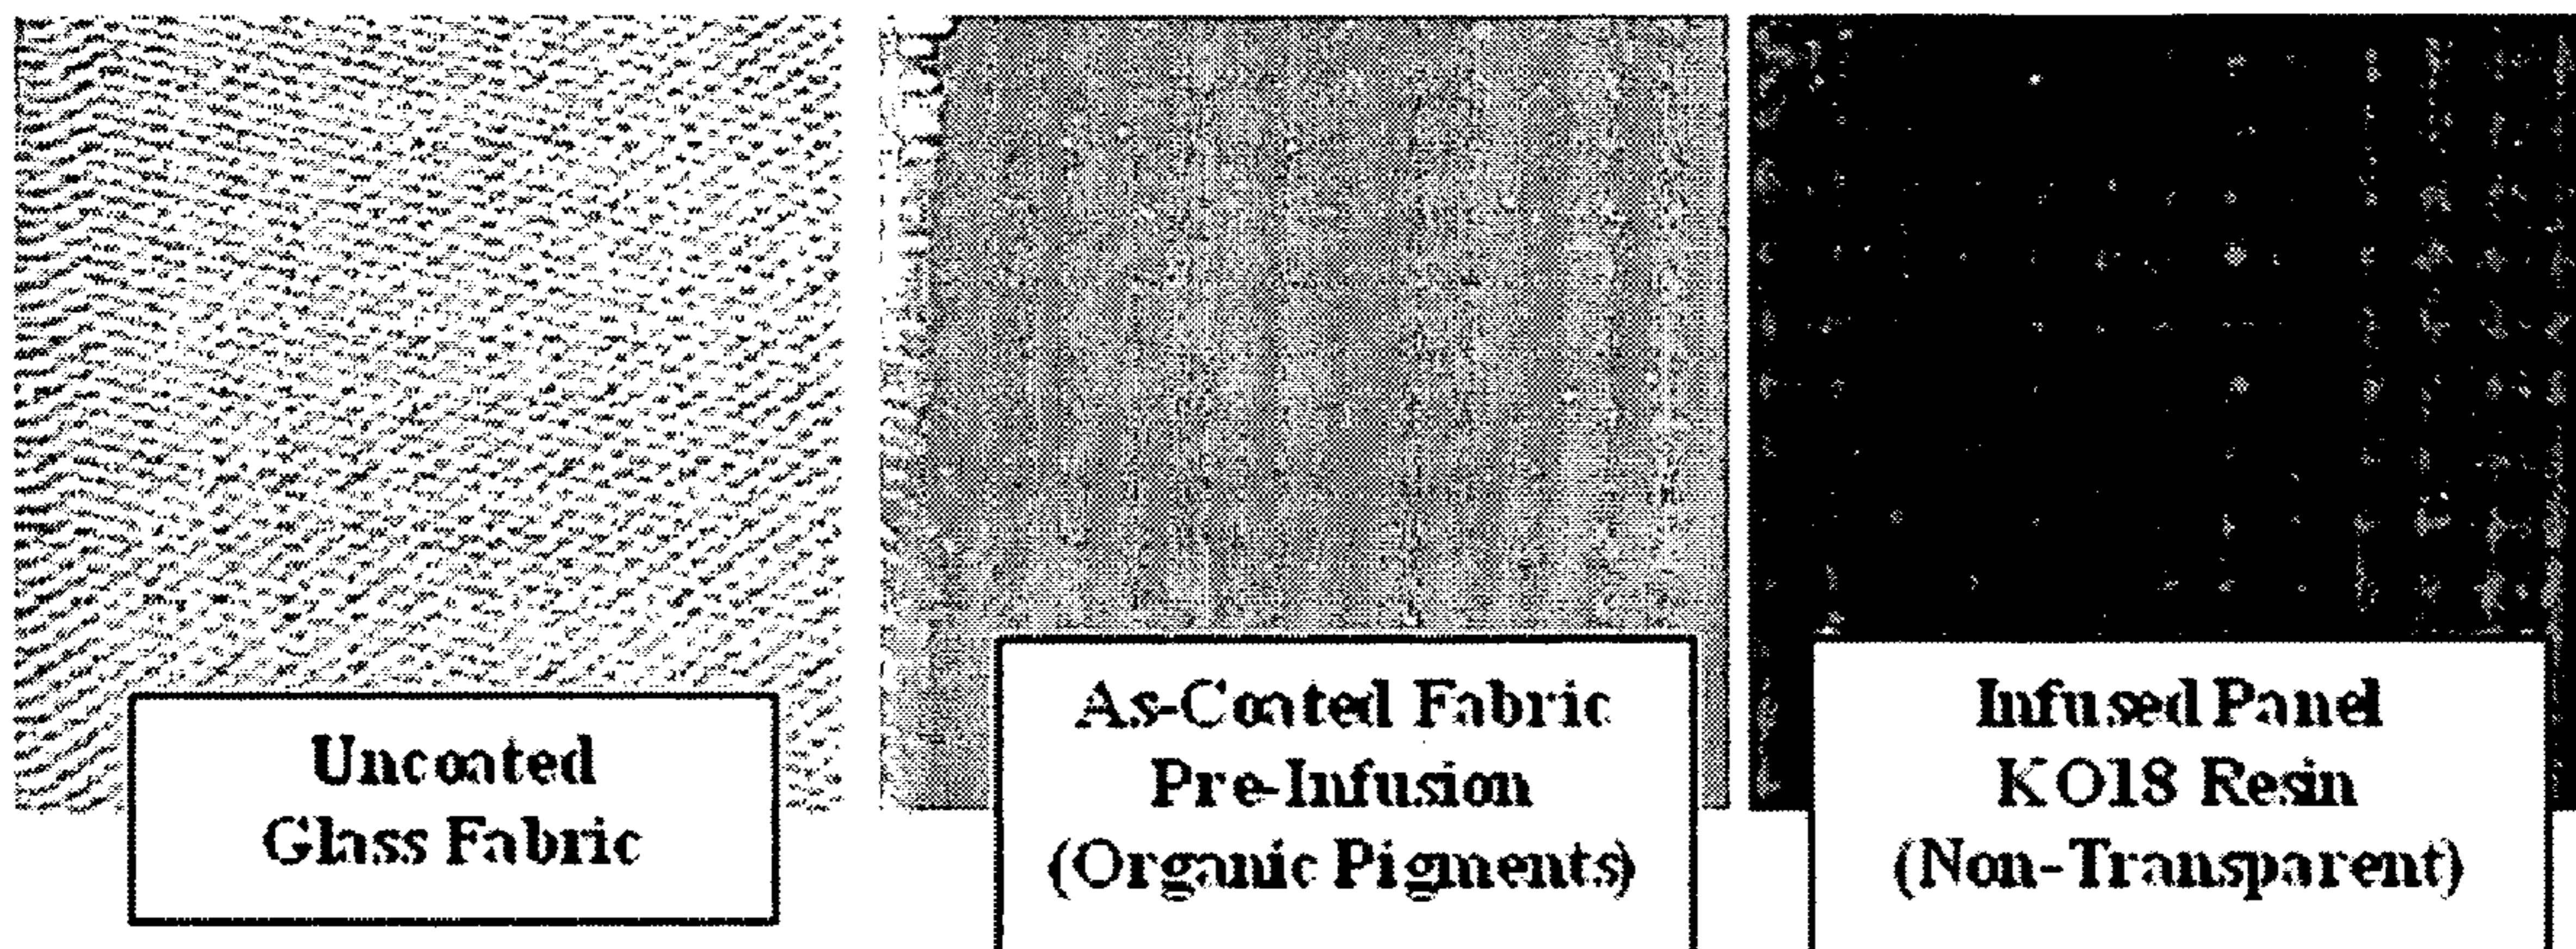 Uncoated
Glass Fabric
As-Coated Fabric
Pre-Infusion
(Organic Pigments)
Infused Panel
KO18 Resin
(Non-Transparent)